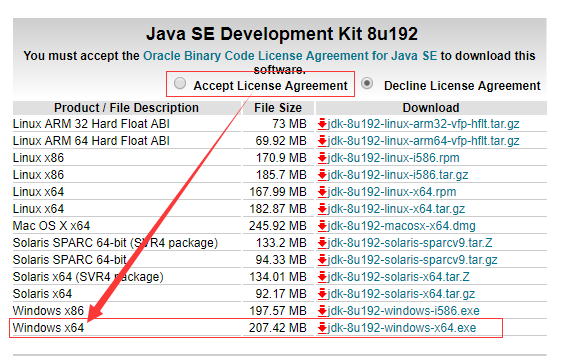 Java SE Development Kit 8u192
You must accept the Oracle Binary Code License Agreement for Java SE to download this
software.
Accept License Agreement Decline License Agreement
Product / File Description File Size Download
Linux ARM 32 Hard Float ABI 73 MB jdk-8u192-linux-arm32-vfp-hflt.tar.gz
Linux ARM 64 Hard Float ABI 69.92 MB jdk-8u192-linux-arm64-vfp-hflt.tar.gz
Linux x86 170.9 MB jdk-8u192-linux-i586.rpm
Linux x86 185.7 MB jdk-8u192-linux-i586.tar.gz
Linux x64 167.99 MB jdk-8u192-linux-x64.rpm
Linux x64 182.87 MB jdk-8u192-linux-x64.tar.gz
Mac OS X x64 245.92 MB jdk-8u192-macosx-x64.dmg
Solaris SPARC 64-bit (SVR4 package) 133.2 MB jdk-8u192-solaris-sparcv9.tar.Z
Solaris SPARC 64-bit 94.33 MB jdk-8u192-solaris-sparcv9.tar.gz
Solaris x64 (SVR4 package) 134.01 MB jdk-8u192-solaris-x64.tar.Z
Solaris x64 92.17 MB jdk-8u192-solaris-x64.tar.gz
Windows x86 197.57 MB jdk-8u192-windows-i586.exe
Windows x64 207.42 MB jdk-8u192-windows-x64.exe